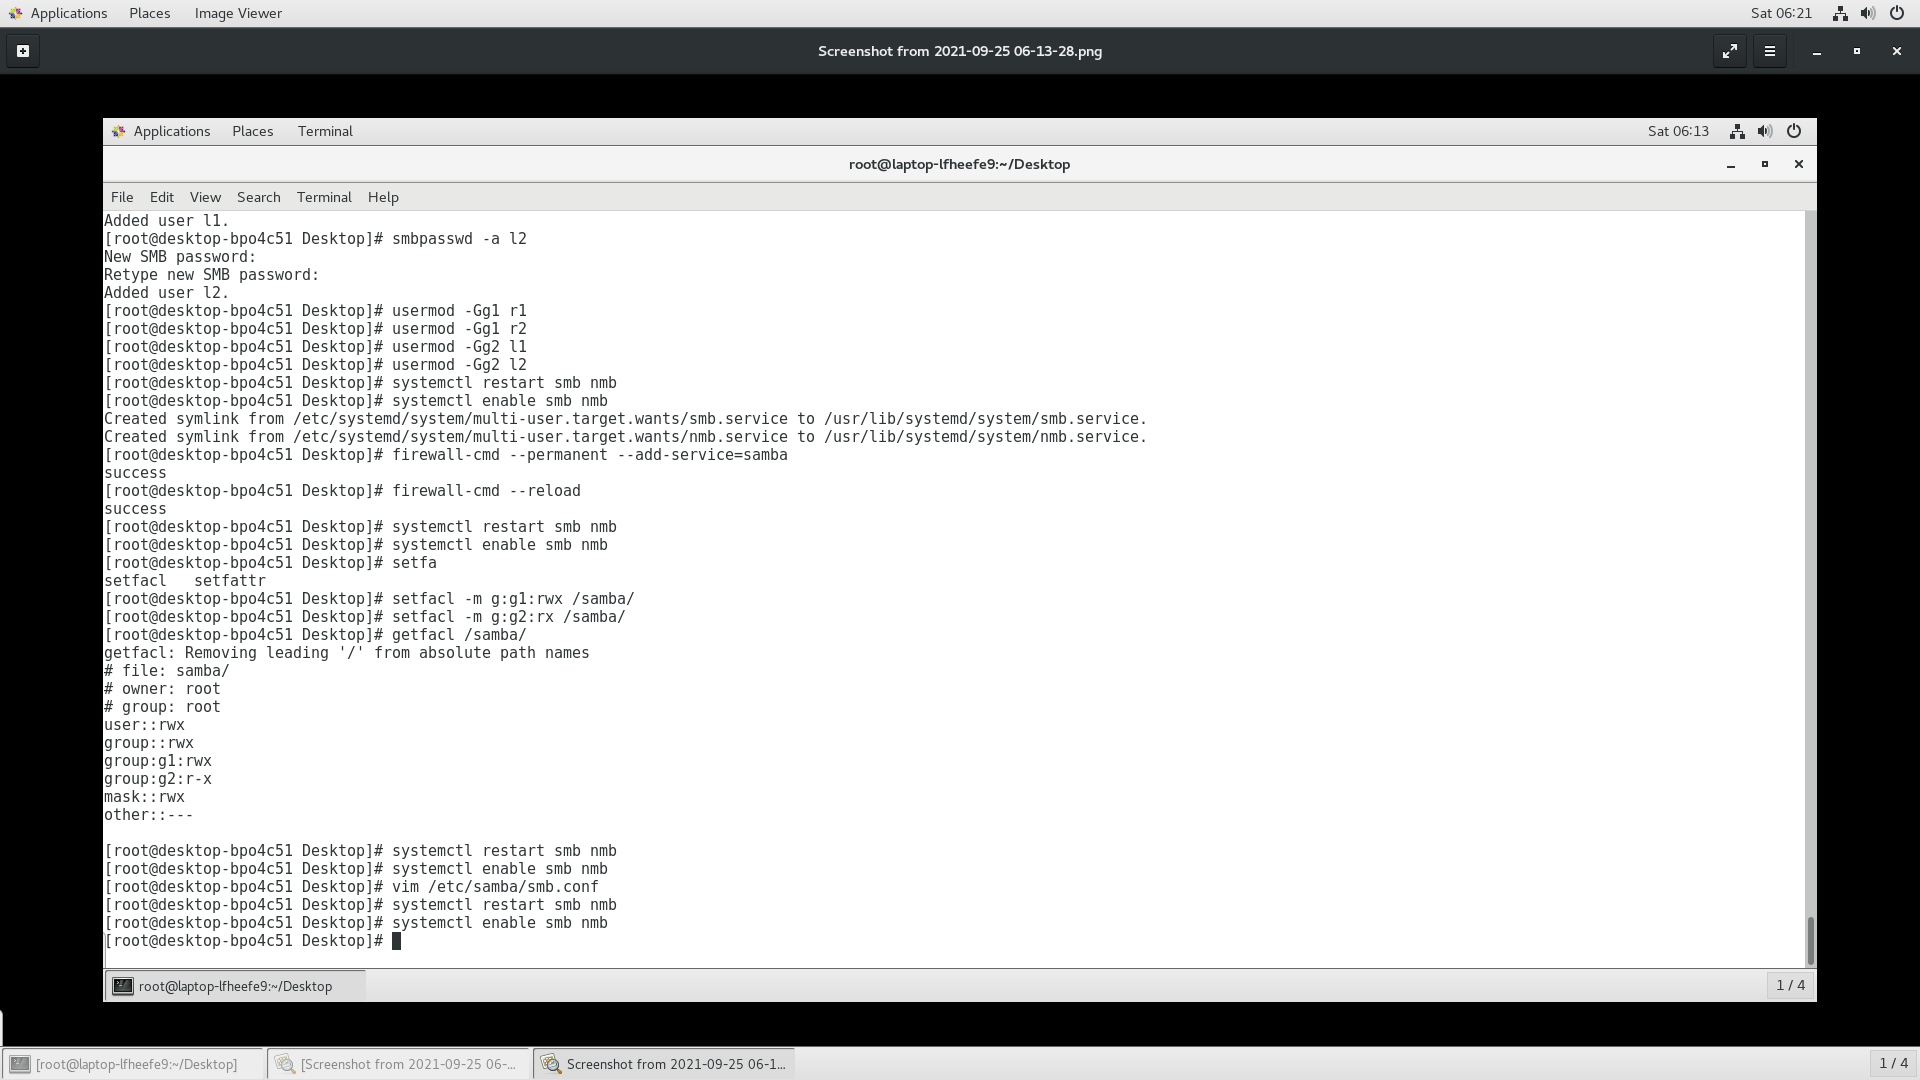 Applications Places Image Viewer Sat 06:21
Screenshot from 2021-09-25 06-13-28.png
Applications Places Terminal Sat 06:13
root@laptop-lfheefe9:~/Desktop
File Edit View Search Terminal Help
Added user l1.
[root@desktop-bpo4c51 Desktop]# smbpasswd -a l2
New SMB password:
Retype new SMB password:
Added user l2.
[root@desktop-bpo4c51 Desktop]# usermod -Gg1 r1
[root@desktop-bpo4c51 Desktop]# usermod -Gg1 r2
[root@desktop-bpo4c51 Desktop]# usermod -Gg2 l1
[root@desktop-bpo4c51 Desktop]# usermod -Gg2 l2
[root@desktop-bpo4c51 Desktop]# systemctl restart smb nmb
[root@desktop-bpo4c51 Desktop]# systemctl enable smb nmb
Created symlink from /etc/systemd/system/multi-user.target.wants/smb.service to /usr/lib/systemd/system/smb.service.
Created symlink from /etc/systemd/system/multi-user.target.wants/nmb.service to /usr/lib/systemd/system/nmb.service.
[root@desktop-bpo4c51 Desktop]# firewall-cmd --permanent --add-service=samba
success
[root@desktop-bpo4c51 Desktop]# firewall-cmd --reload
success
[root@desktop-bpo4c51 Desktop]# systemctl restart smb nmb
[root@desktop-bpo4c51 Desktop]# systemctl enable smb nmb
[root@desktop-bpo4c51 Desktop]# setfa
setfacl   setfattr
[root@desktop-bpo4c51 Desktop]# setfacl -m g:g1:rwx /samba/
[root@desktop-bpo4c51 Desktop]# setfacl -m g:g2:rx /samba/
[root@desktop-bpo4c51 Desktop]# getfacl /samba/
getfacl: Removing leading '/' from absolute path names
# file: samba/
# owner: root
# group: root
user::rwx
group::rwx
group:g1:rwx
group:g2:r-x
mask::rwx
other::---
[root@desktop-bpo4c51 Desktop]# systemctl restart smb nmb
[root@desktop-bpo4c51 Desktop]# systemctl enable smb nmb
[root@desktop-bpo4c51 Desktop]# vim /etc/samba/smb.conf
[root@desktop-bpo4c51 Desktop]# systemctl restart smb nmb
[root@desktop-bpo4c51 Desktop]# systemctl enable smb nmb
[root@desktop-bpo4c51 Desktop]#
root@laptop-lfheefe9:~/Desktop 1 / 4
[root@laptop-lfheefe9:~/Desktop] [Screenshot from 2021-09-25 06-... Screenshot from 2021-09-25 06-1... 1 / 4